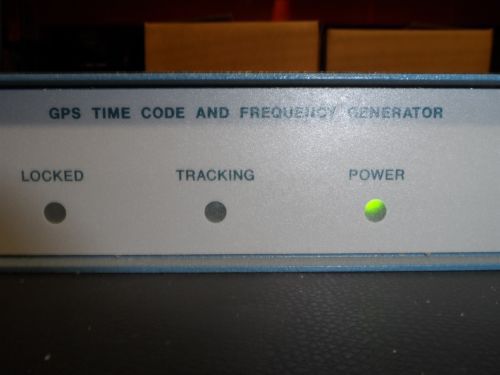 GPS TIME CODE AND FREQUENCY GENERATOR
LOCKED TRACKING POWER